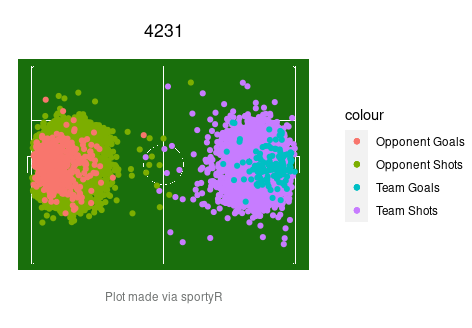 4231
colour
Opponent Goals
Opponent Shots
Team Goals
Team Shots
Plot made via sportyR